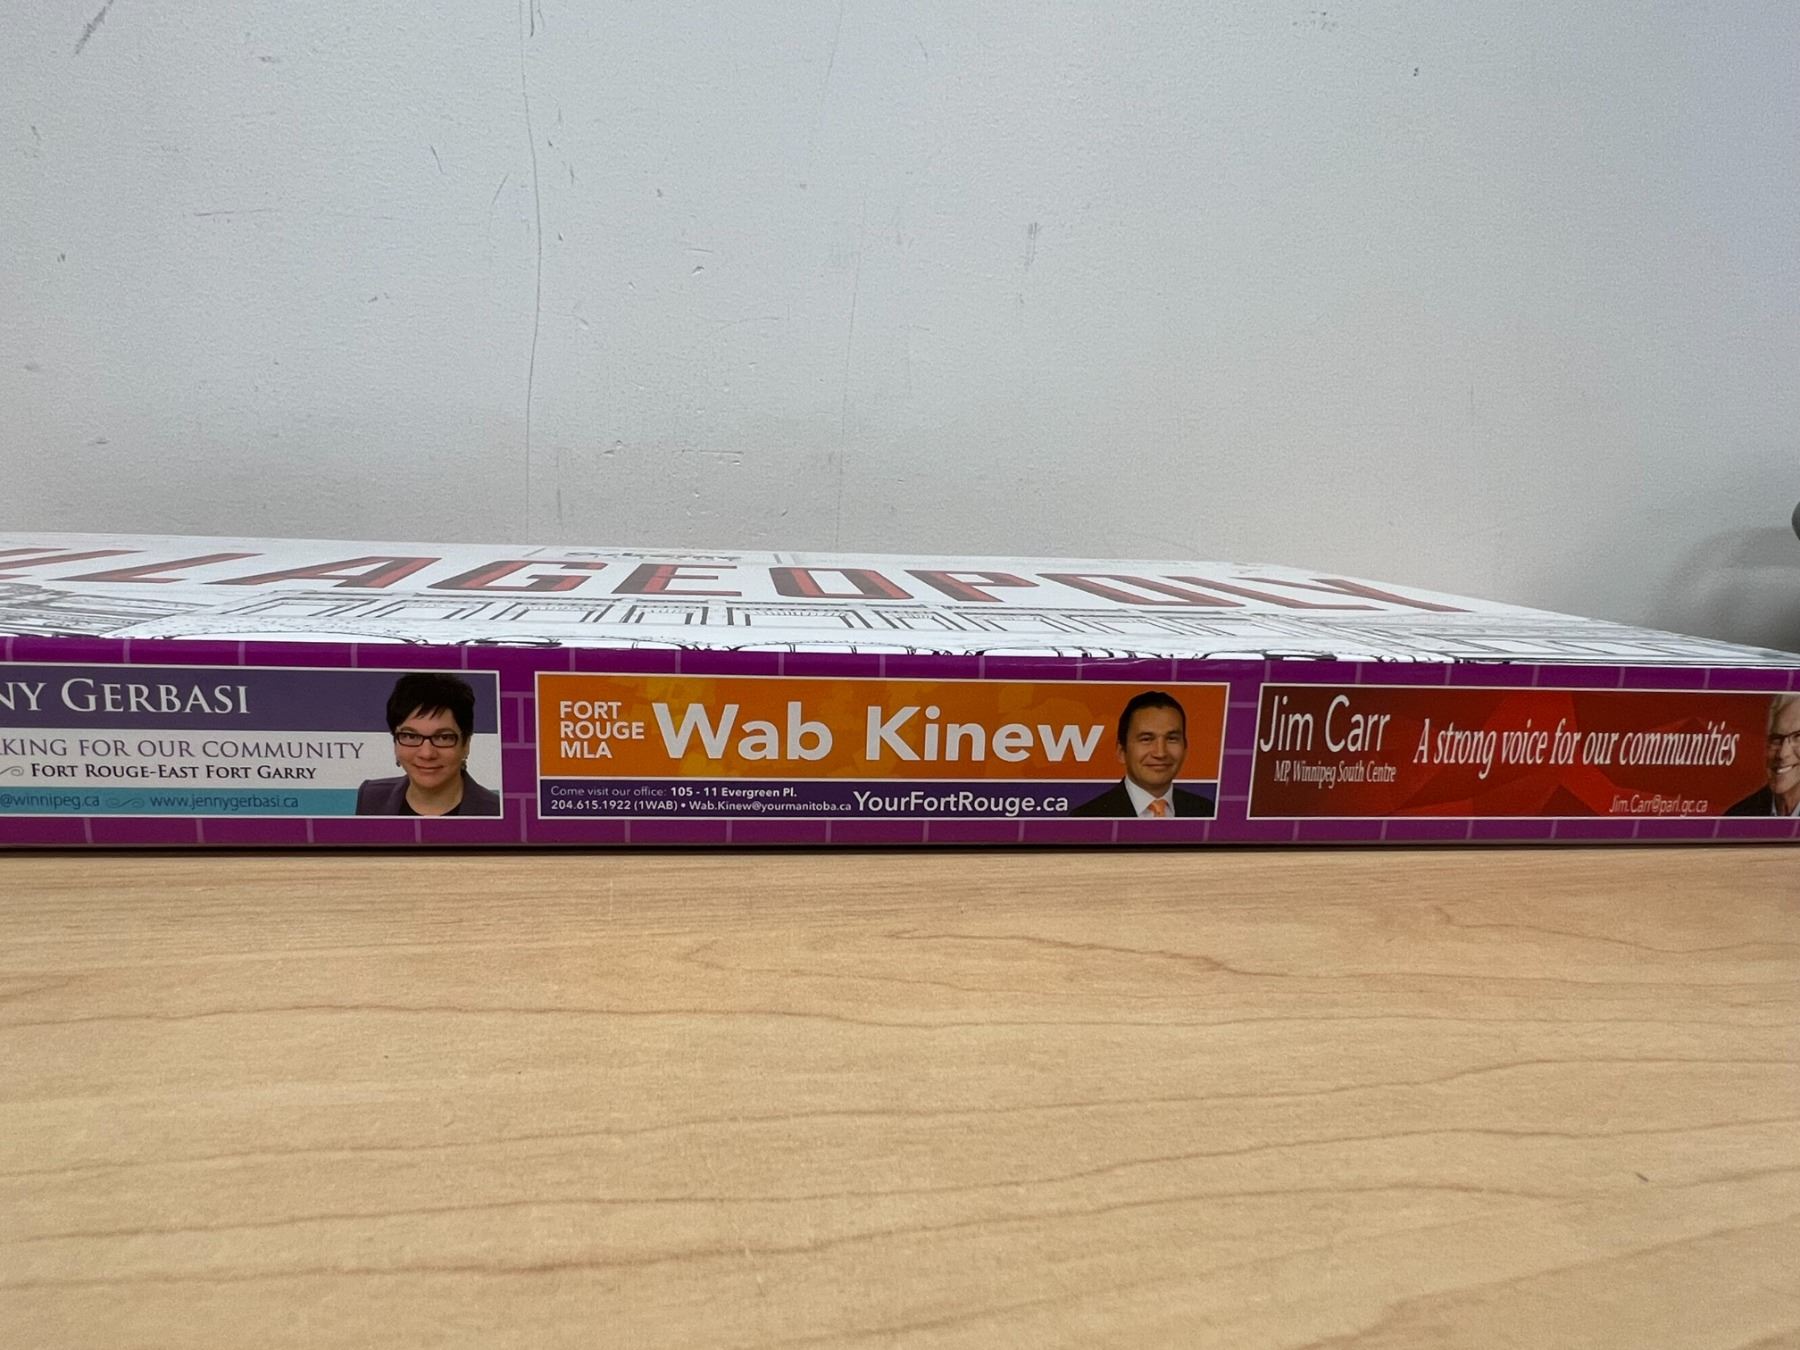 LLAGEOPOLY
NY GERBASI
KING FOR OUR COMMUNITY
FORT ROUGE-EAST FORT GARRY
@winnipeg.ca www.jennygerbasi.ca
FORT
ROUGE
MLA
Wab Kinew
Come visit our office: 105 - 11 Evergreen Pl.
204.615.1922 (1WAB) • Wab.Kinew@yourmanitoba.ca
YourFortRouge.ca
Jim Carr
MP, Winnipeg South Centre
A strong voice for our communities
Jim.Carr@parl.gc.ca